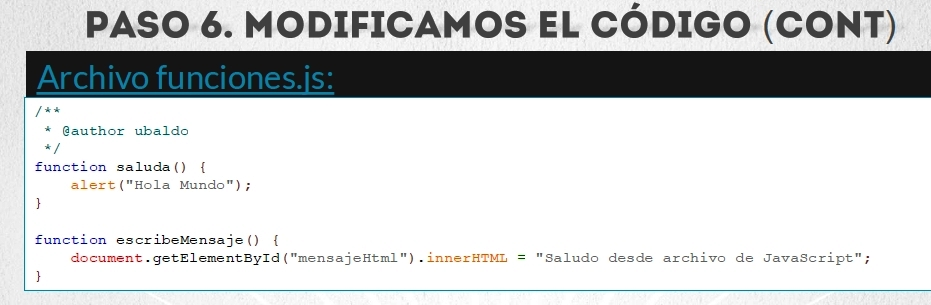 PASO 6. MODIFICAMOS EL CÓDIGO (CONT)
Archivo funciones.js:
/**
 * @author ubaldo
 */
function saluda() {
    alert("Hola Mundo");
}

function escribeMensaje() {
    document.getElementById("mensajeHtml").innerHTML = "Saludo desde archivo de JavaScript";
}